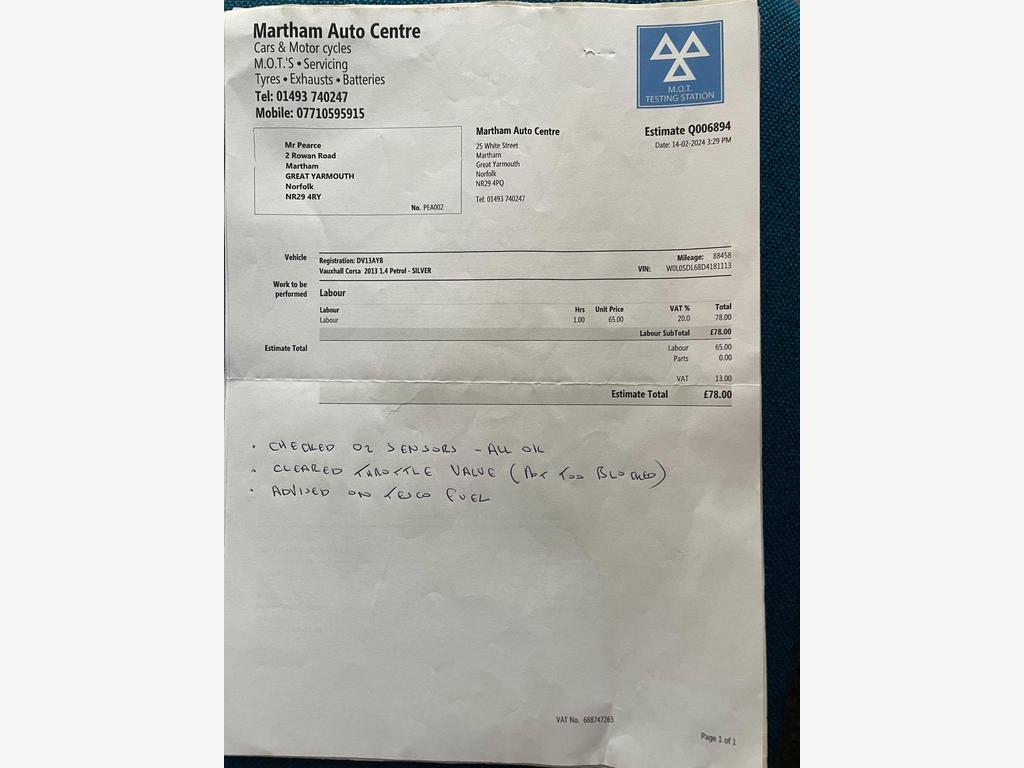 Martham Auto Centre
Cars & Motor cycles
M.O.T.'S • Servicing
Tyres • Exhausts • Batteries
Tel: 01493 740247
Mobile: 07710595915
M.O.T.
TESTING STATION
Mr Pearce
2 Rowan Road
Martham
GREAT YARMOUTH
Norfolk
NR29 4RY
No. PEA002
Martham Auto Centre
25 White Street
Martham
Great Yarmouth
Norfolk
NR29 4PQ
Tel: 01493 740247
Estimate Q006894
Date: 14-02-2024 3:29 PM
Vehicle Registration: DV13AYB Mileage: 88458
Vauxhall Corsa 2013 1.4 Petrol - SILVER VIN: W0L0SDL68D4181113
Work to be performed Labour
Labour Hrs Unit Price VAT % Total
Labour 1.00 65.00 20.0 78.00
Labour SubTotal £78.00
Estimate Total Labour 65.00
Parts 0.00
VAT 13.00
Estimate Total £78.00
• CHECKED O2 SENSORS - ALL OK
• CLEARED THROTTLE VALVE (NOT TOO BLOCKED)
• ADVISED ON TESCO FUEL
VAT No. 688747263
Page 1 of 1